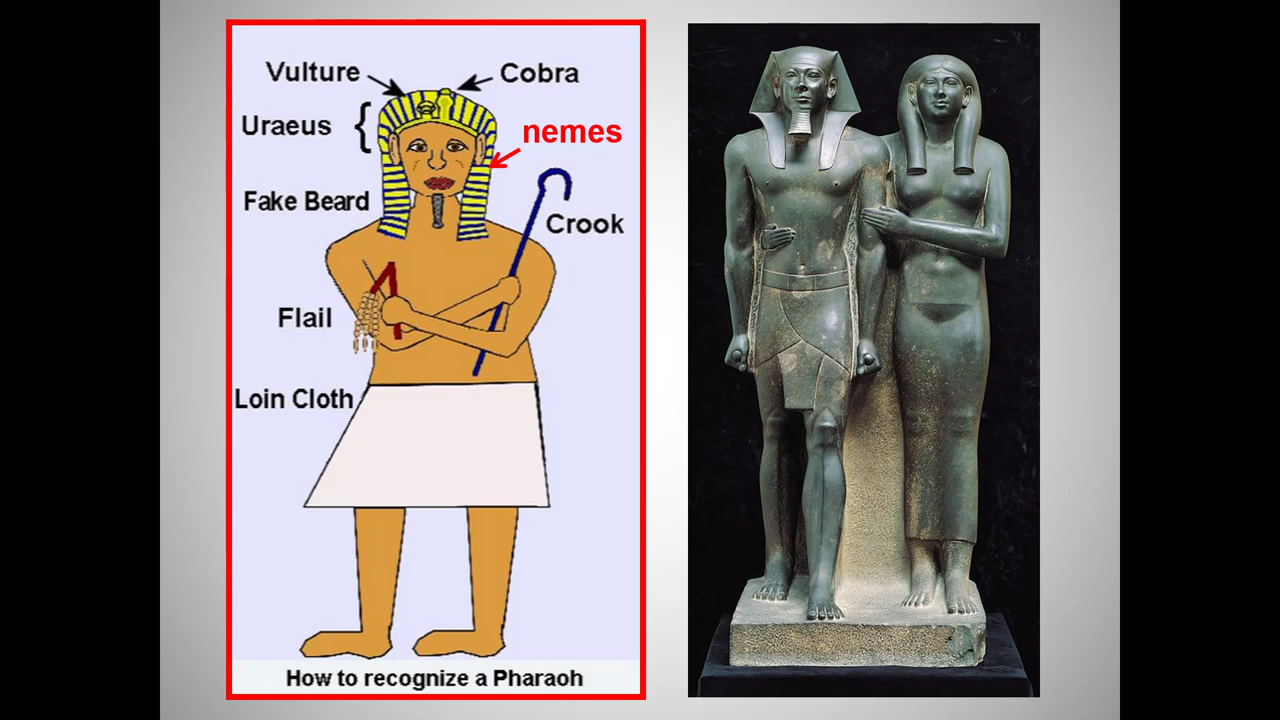 Vulture
Cobra
Uraeus
nemes
Fake Beard
Crook
Flail
Loin Cloth
How to recognize a Pharaoh